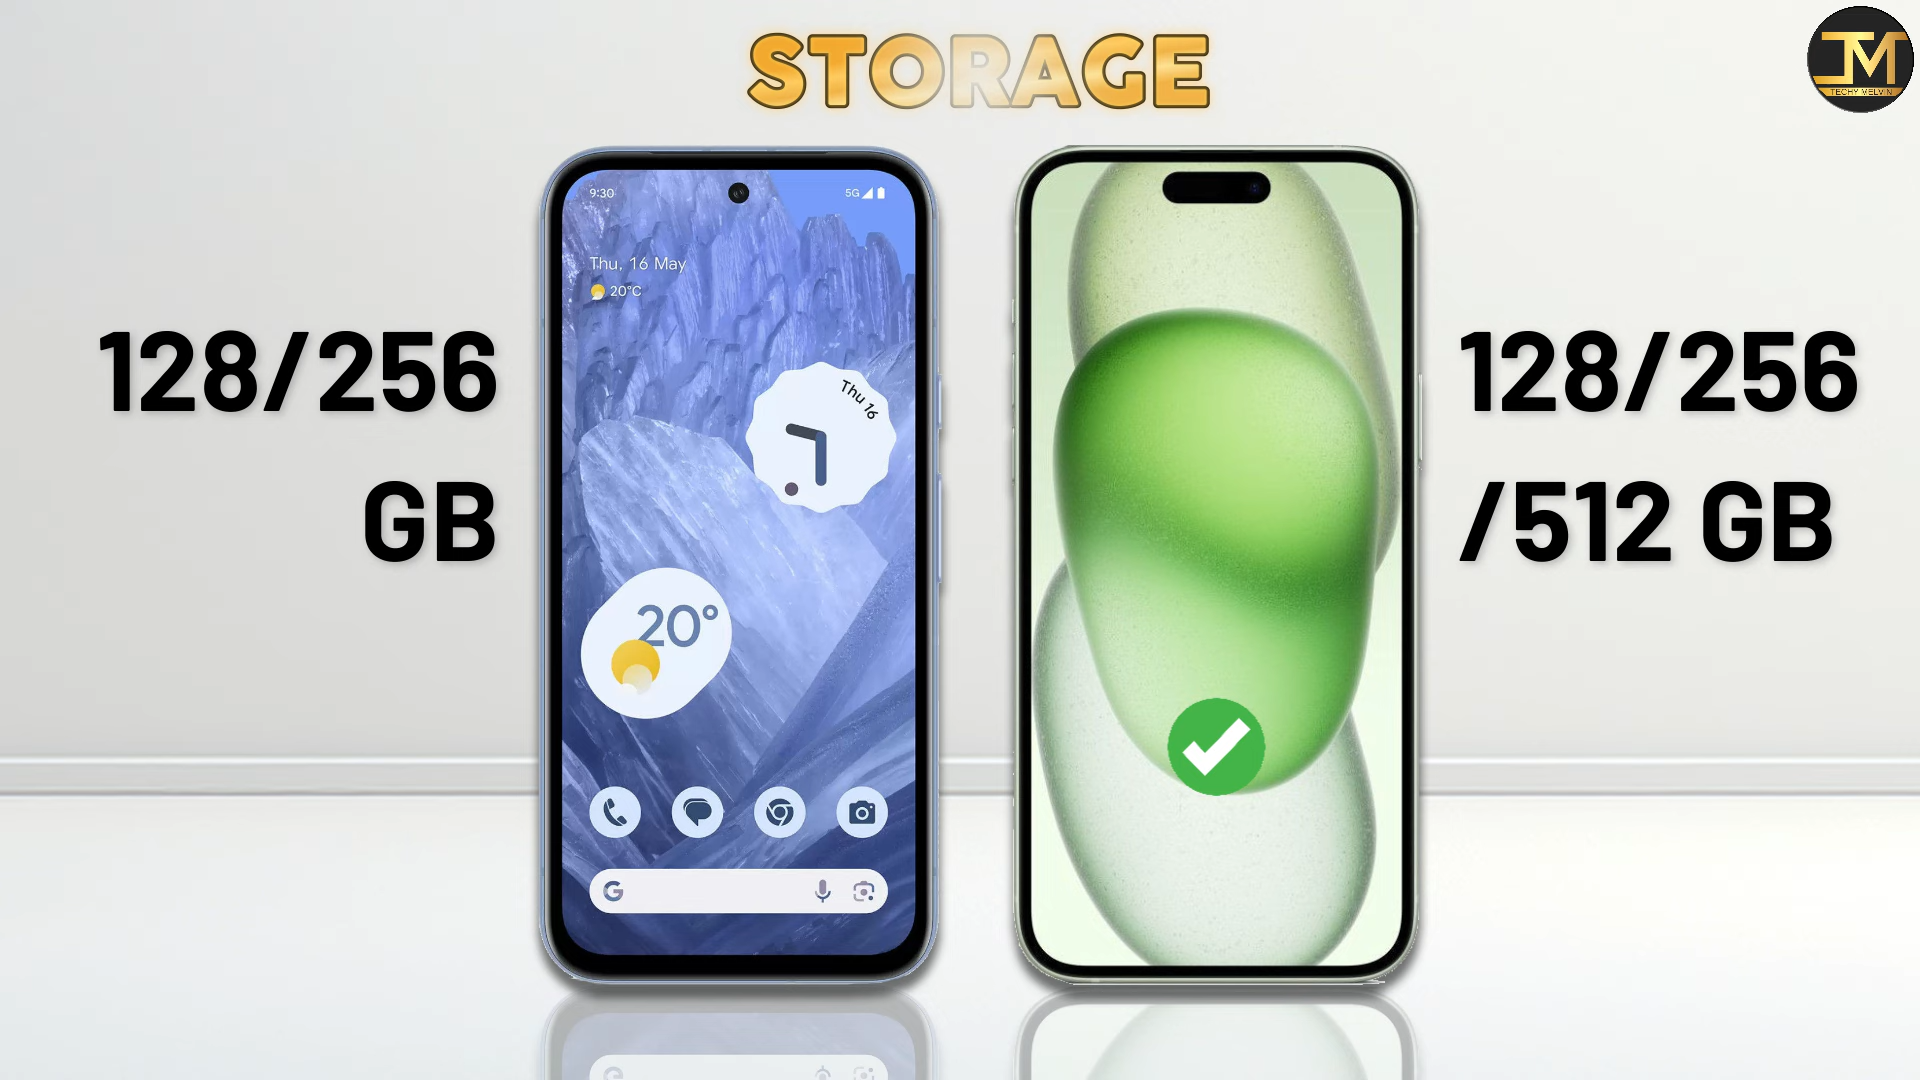 STORAGE
TECHY MELVIN
9:30
5G
Thu, 16 May
20°C
128/256
GB
Thu 16
20°
G
128/256
/512 GB